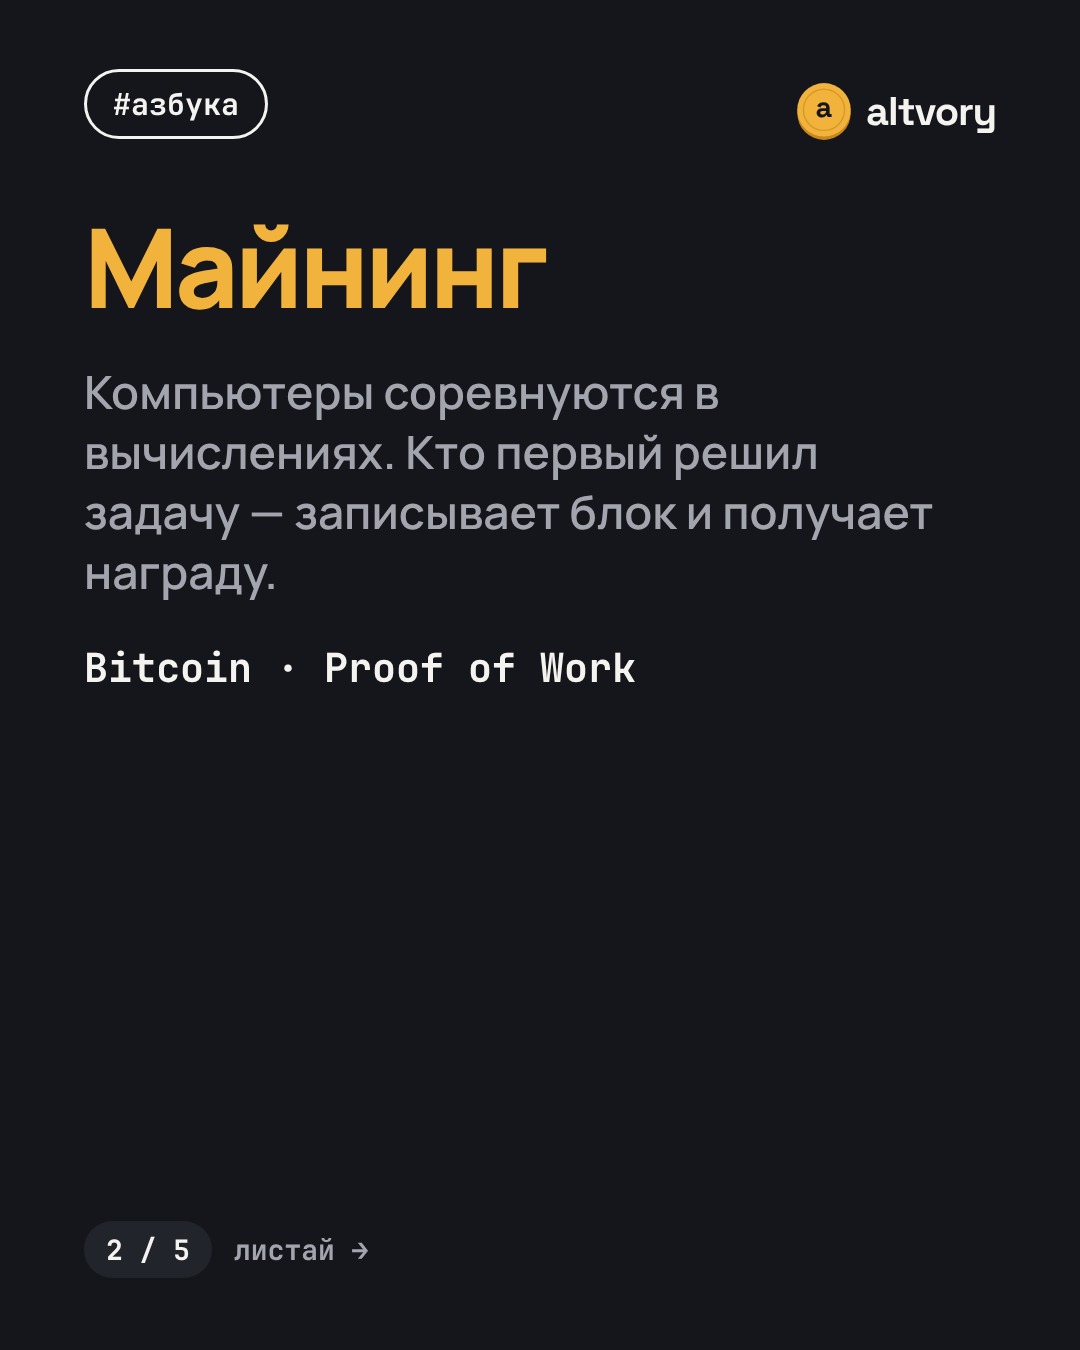 #азбука
a altvory
Майнинг
Компьютеры соревнуются в
вычислениях. Кто первый решил
задачу — записывает блок и получает
награду.
Bitcoin · Proof of Work
2 / 5 листай →